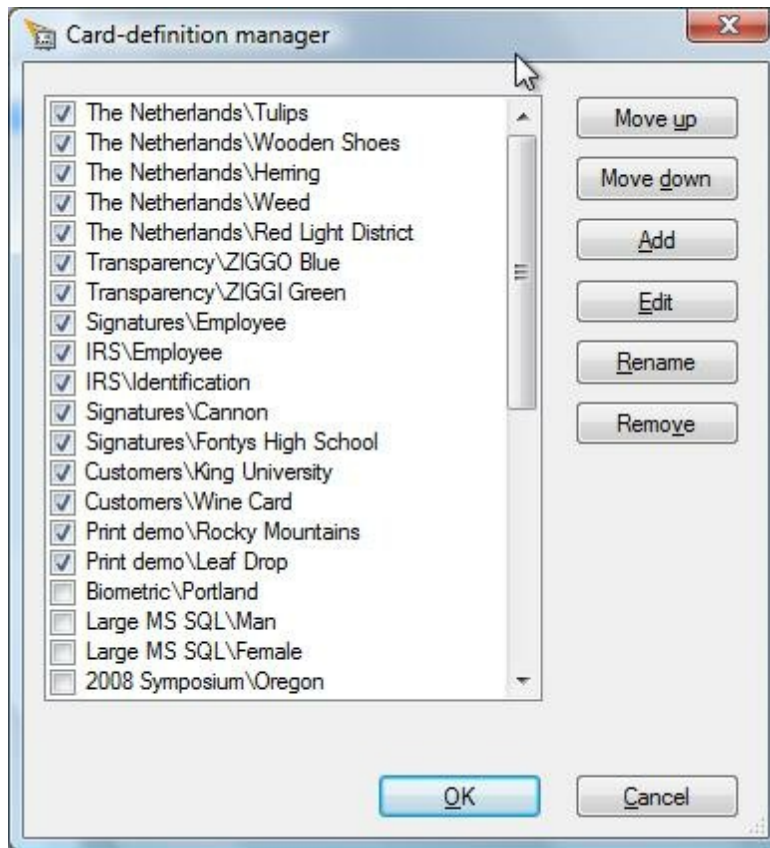 Card-definition manager
The Netherlands\Tulips
The Netherlands\Wooden Shoes
The Netherlands\Herring
The Netherlands\Weed
The Netherlands\Red Light District
Transparency\ZIGGO Blue
Transparency\ZIGGI Green
Signatures\Employee
IRS\Employee
IRS\Identification
Signatures\Cannon
Signatures\Fontys High School
Customers\King University
Customers\Wine Card
Print demo\Rocky Mountains
Print demo\Leaf Drop
Biometric\Portland
Large MS SQL\Man
Large MS SQL\Female
2008 Symposium\Oregon
Move up
Move down
Add
Edit
Rename
Remove
OK
Cancel